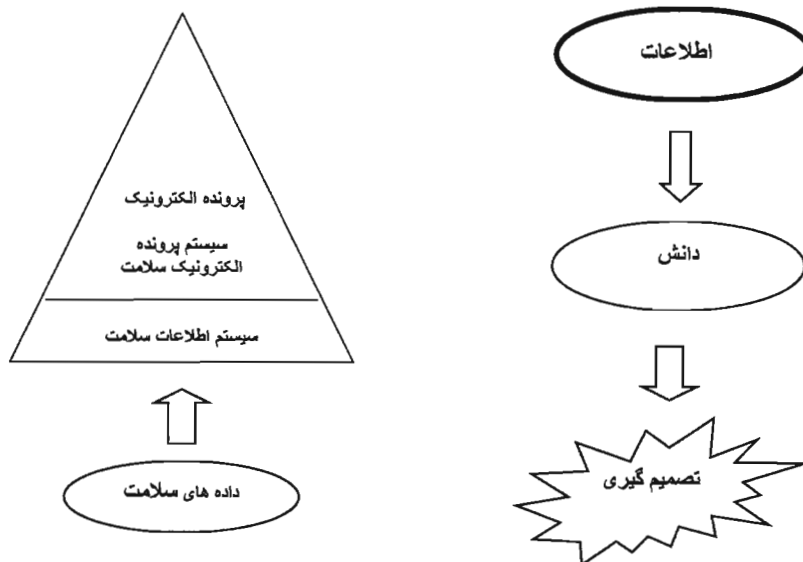 اطلاعات
دانش
تصمیم گیری
پرونده الکترونیک
سیستم پرونده
الکترونیک سلامت
سیستم اطلاعات سلامت
داده های سلامت